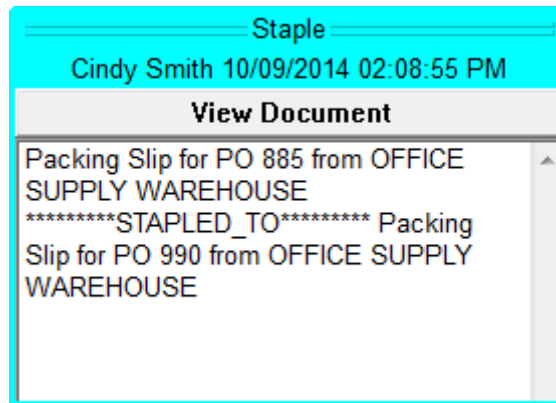 Staple
Cindy Smith 10/09/2014 02:08:55 PM
View Document
Packing Slip for PO 885 from OFFICE
SUPPLY WAREHOUSE
*********STAPLED_TO********* Packing
Slip for PO 990 from OFFICE SUPPLY
WAREHOUSE